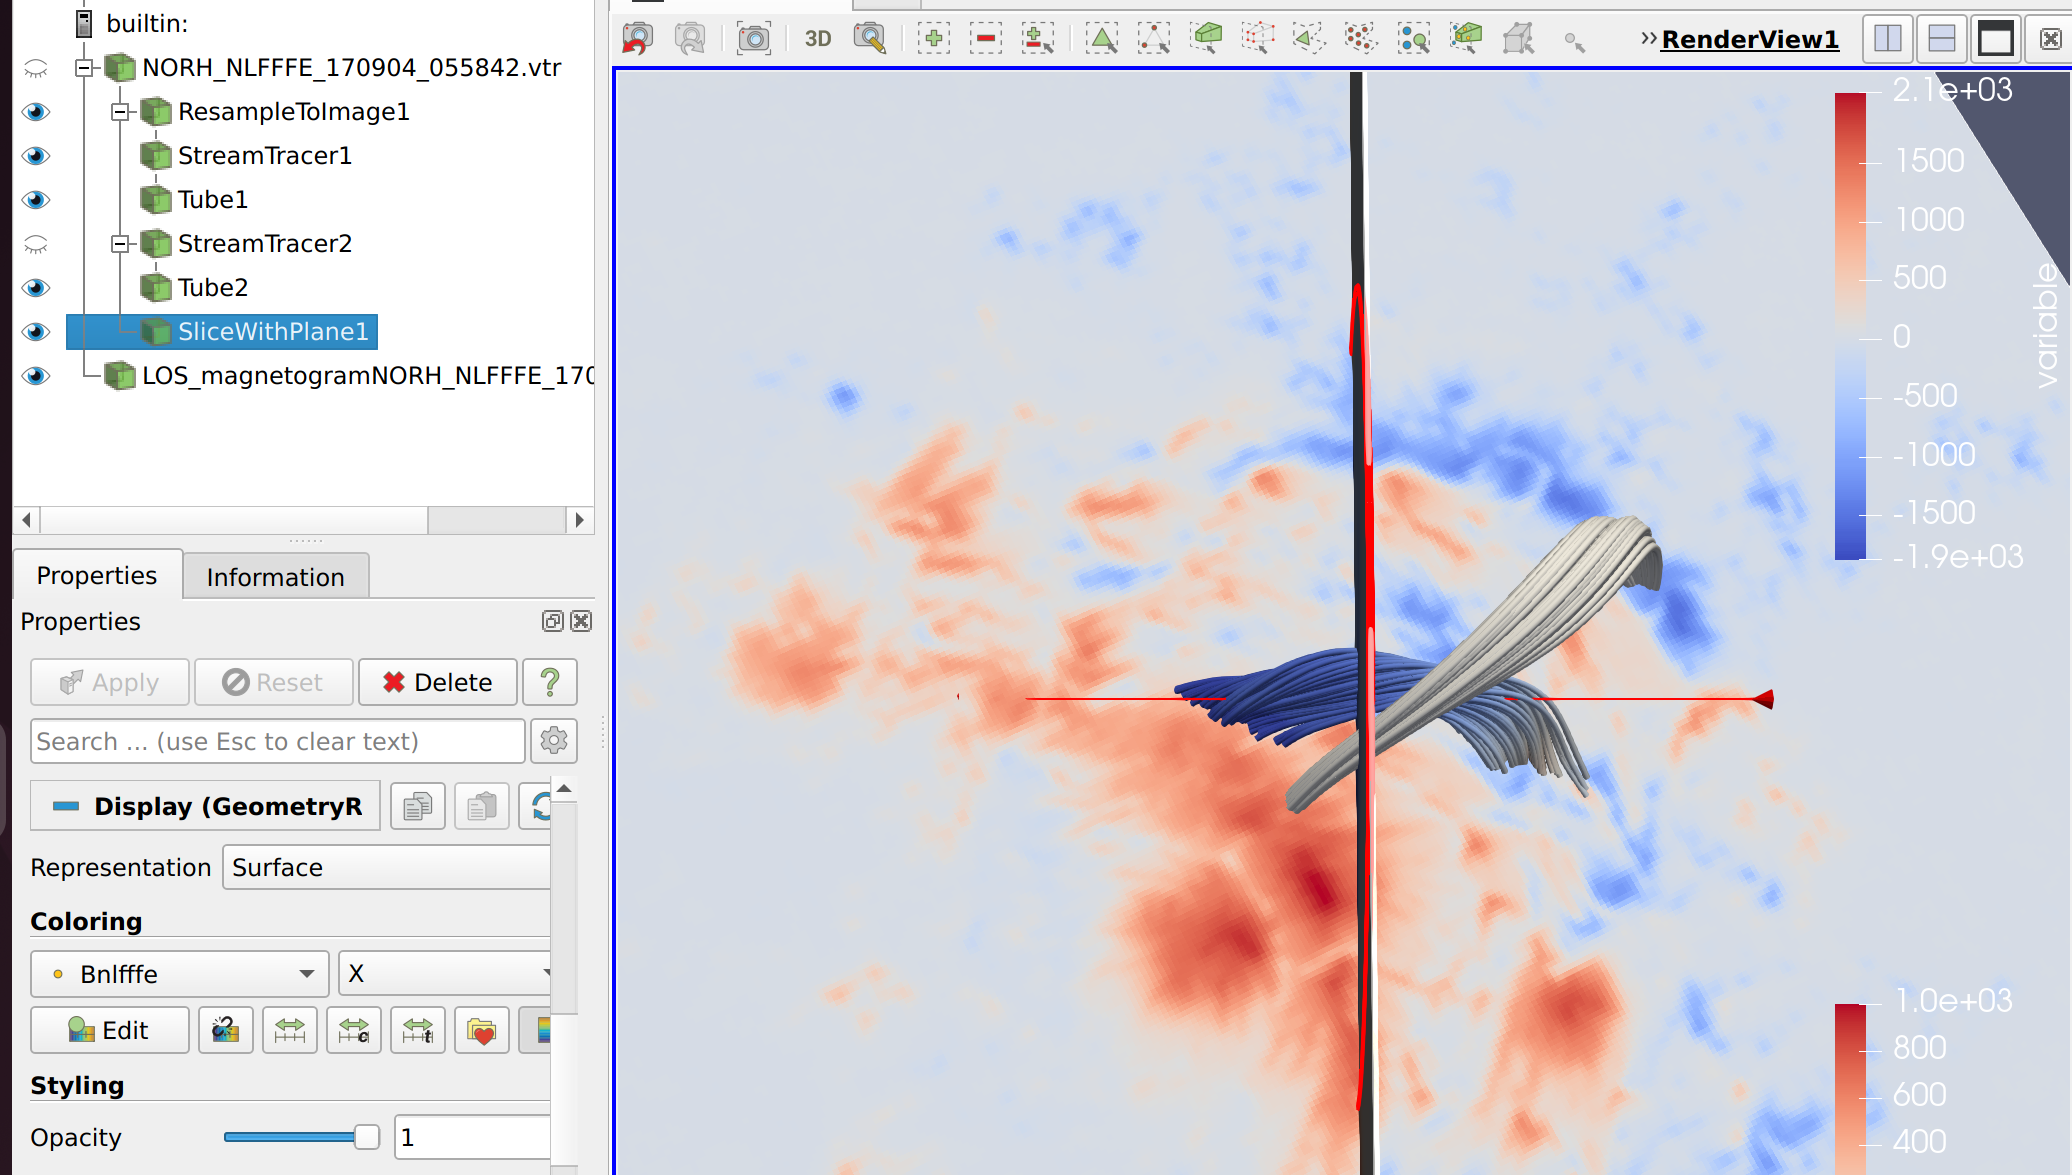 builtin:
NORH_NLFFFE_170904_055842.vtr
ResampleToImage1
StreamTracer1
Tube1
StreamTracer2
Tube2
SliceWithPlane1
LOS_magnetogramNORH_NLFFFE_170
Properties
Information
Properties
Apply
Reset
Delete
?
Search ... (use Esc to clear text)
Display (GeometryR
Representation
Surface
Coloring
Bnlfffe
X
Edit
c
t
Styling
Opacity
1
3D
RenderView1
2.1e+03
1500
1000
500
0
-500
-1000
-1500
-1.9e+03
variable
1.0e+03
800
600
400